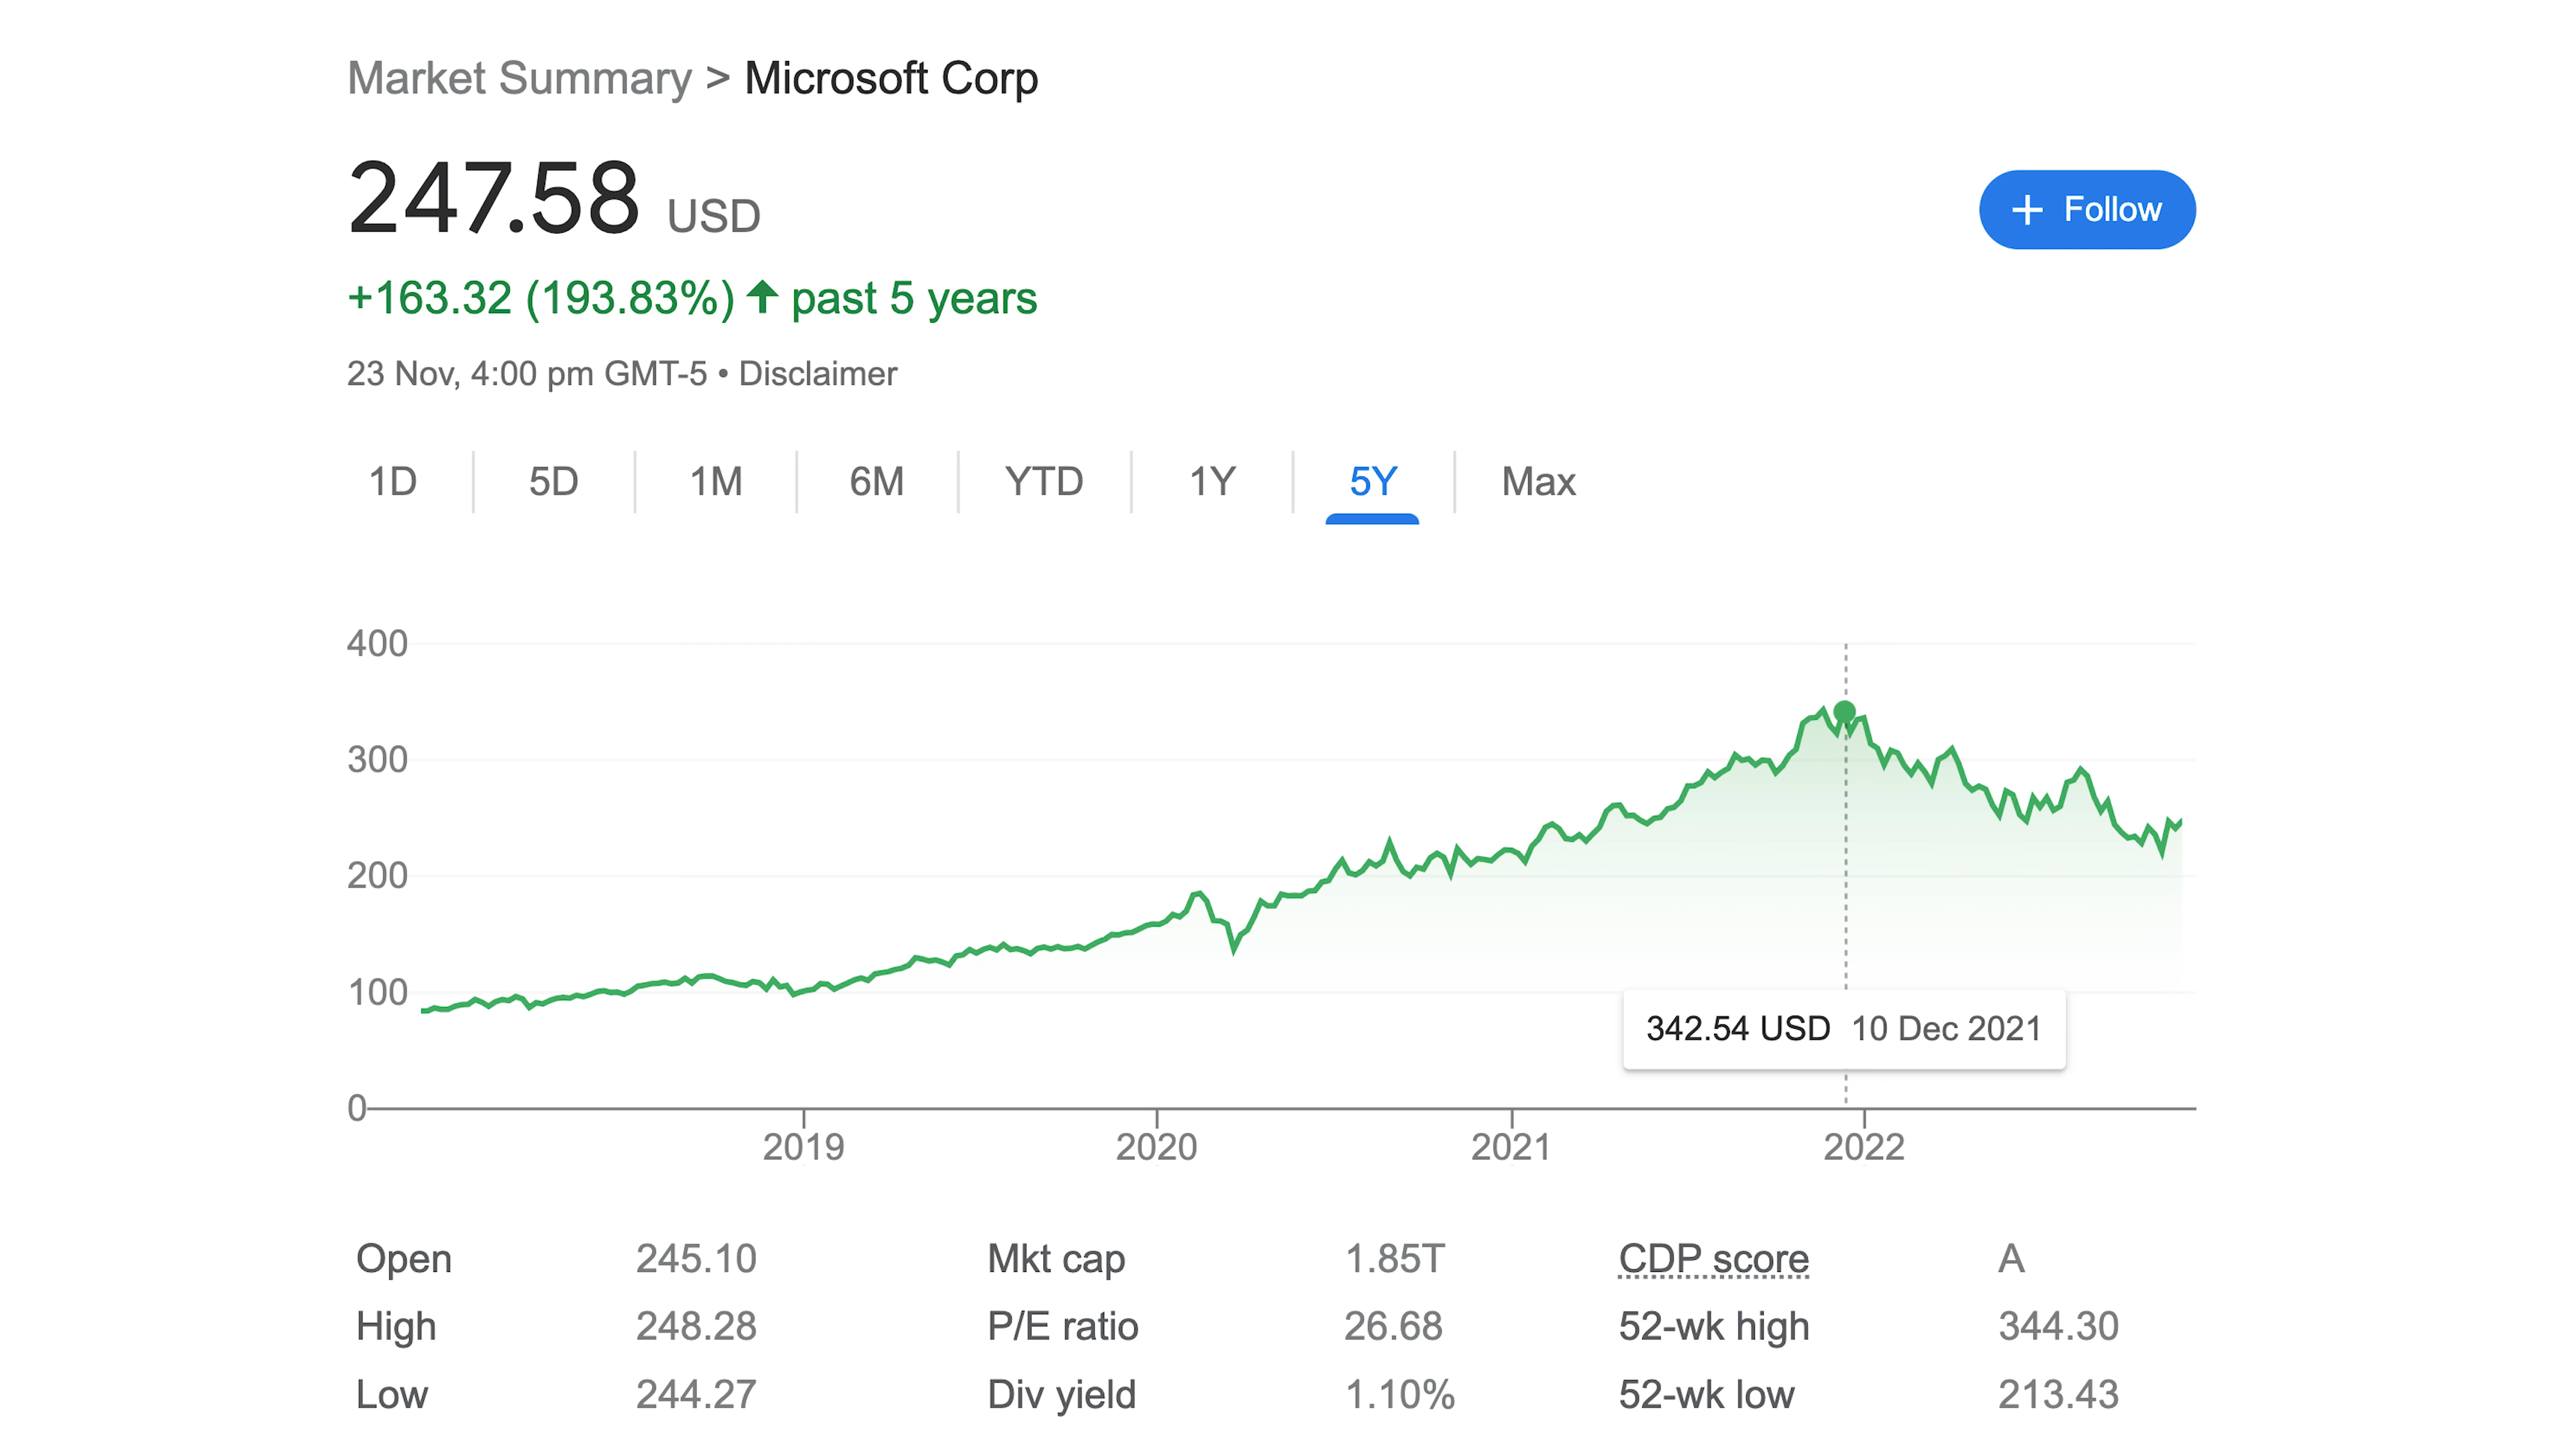 Market Summary > Microsoft Corp
247.58 USD
+ Follow
+163.32 (193.83%) ↑ past 5 years
23 Nov, 4:00 pm GMT-5 • Disclaimer
1D 5D 1M 6M YTD 1Y 5Y Max
400
300
200
100
342.54 USD 10 Dec 2021
0
2019 2020 2021 2022
Open 245.10 Mkt cap 1.85T CDP score A
High 248.28 P/E ratio 26.68 52-wk high 344.30
Low 244.27 Div yield 1.10% 52-wk low 213.43